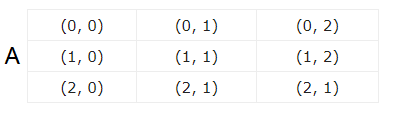 (0, 0) (0, 1) (0, 2)
A (1, 0) (1, 1) (1, 2)
(2, 0) (2, 1) (2, 1)